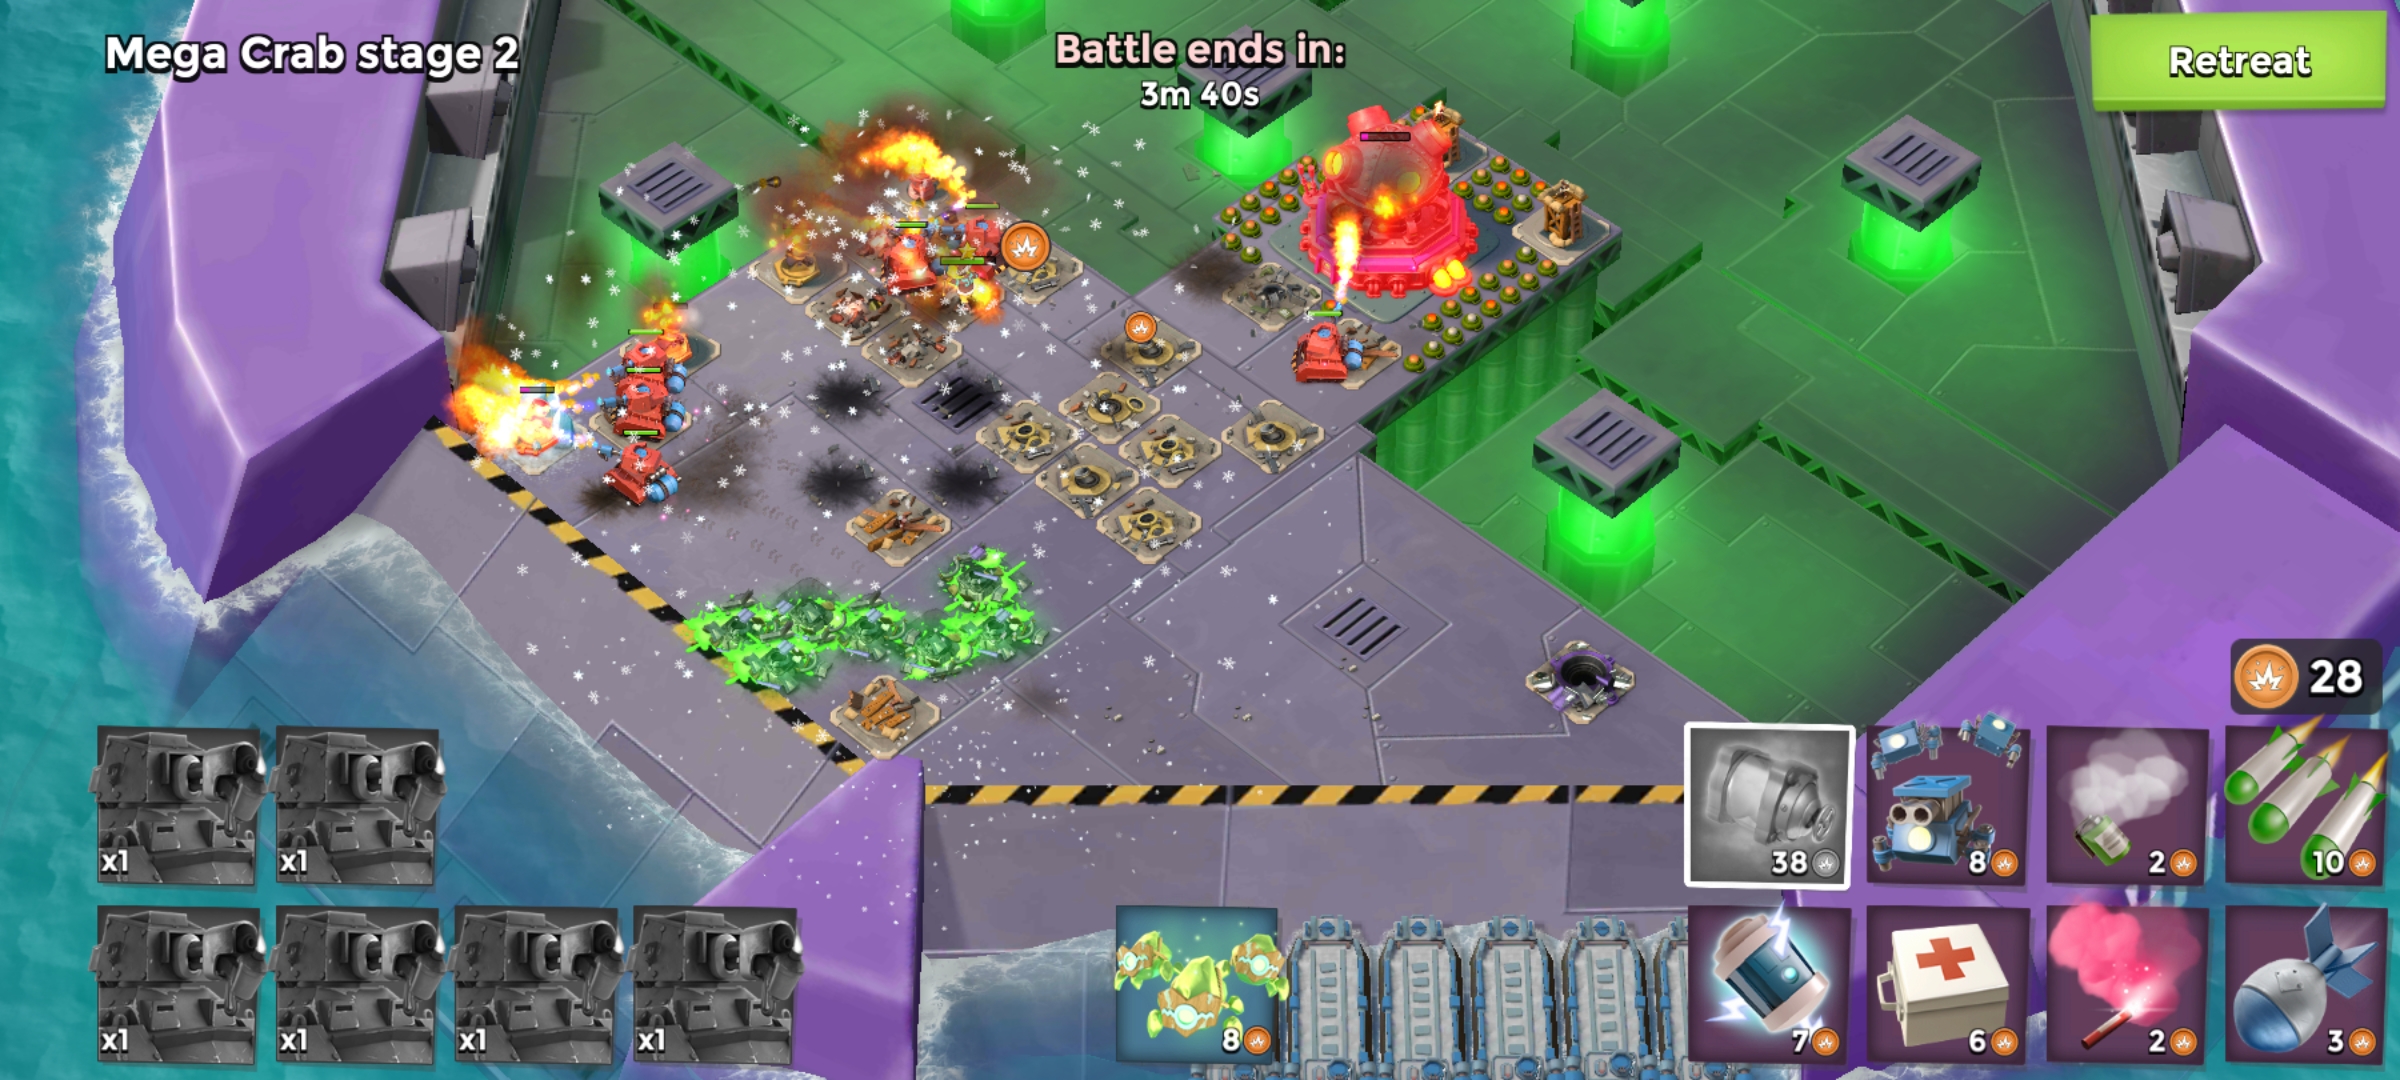 Mega Crab stage 2
Battle ends in:
3m 40s
Retreat
28
x1
x1
38
8
2
10
x1
x1
x1
x1
8
7
6
2
3